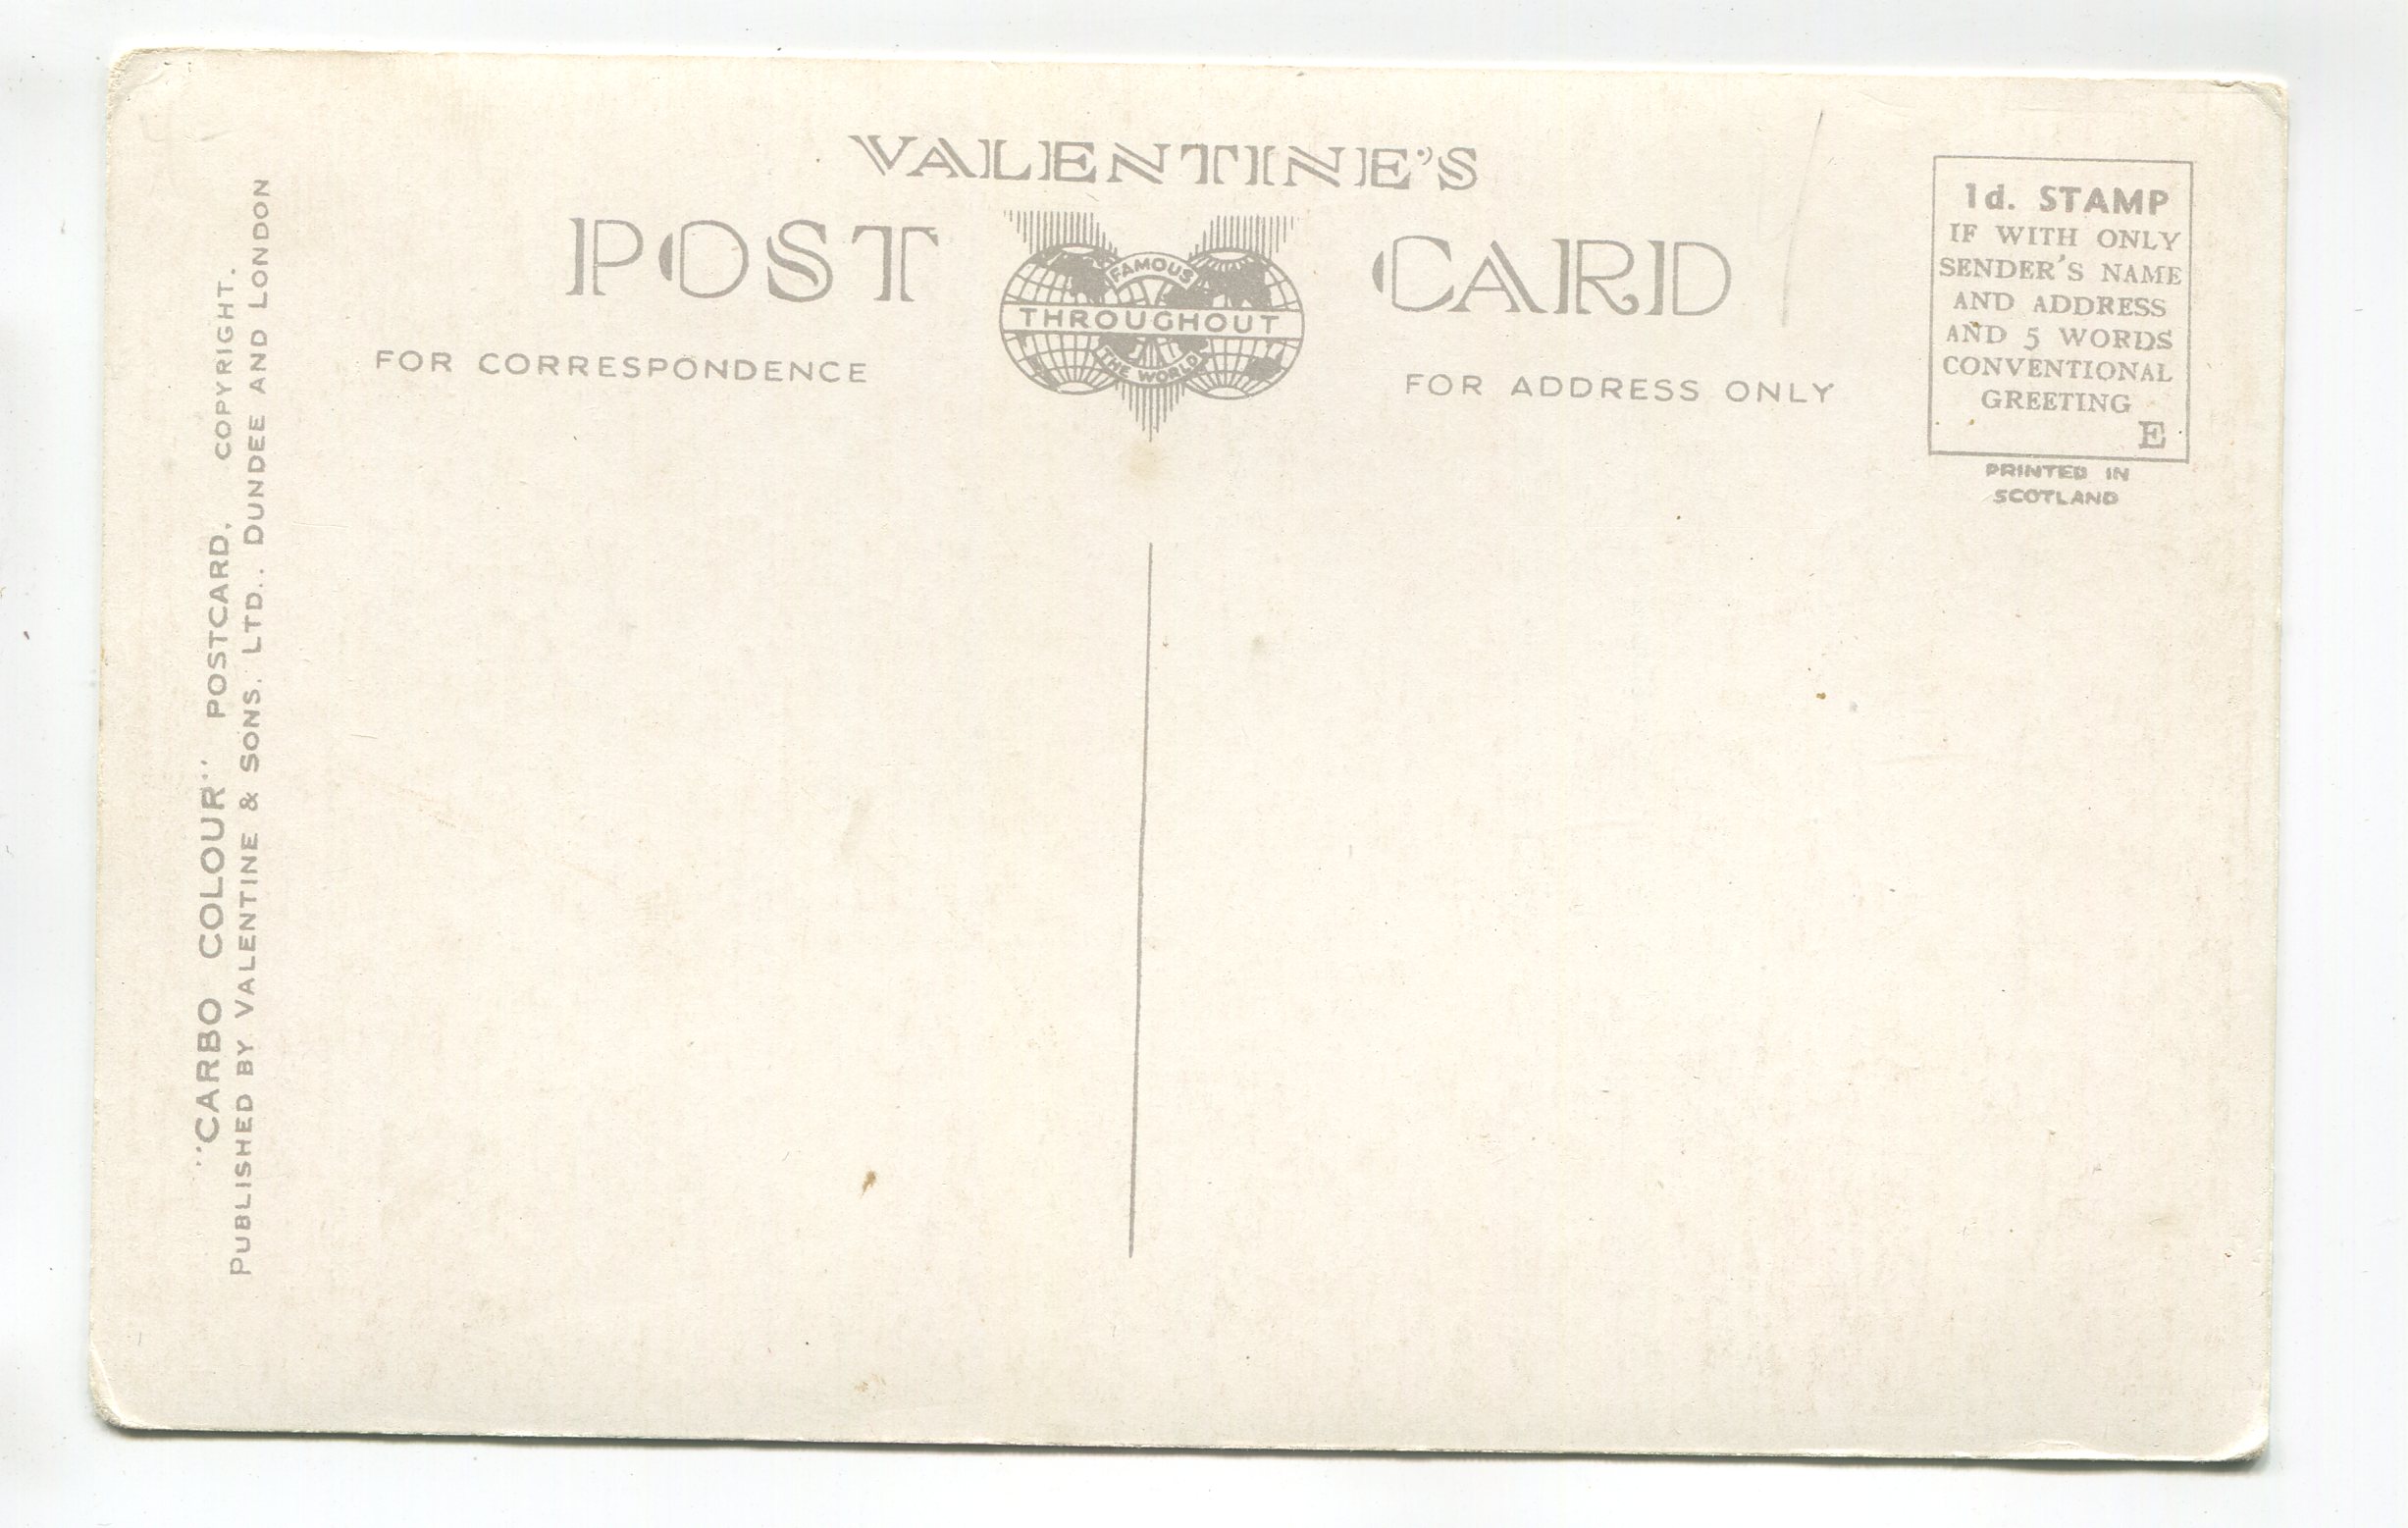 VALENTINE'S
POST CARD
FAMOUS
THROUGHOUT
THE WORLD
FOR CORRESPONDENCE
FOR ADDRESS ONLY
1d. STAMP
IF WITH ONLY
SENDER'S NAME
AND ADDRESS
AND 5 WORDS
CONVENTIONAL
GREETING
E
PRINTED IN
SCOTLAND
"CARBO COLOUR" POSTCARD. COPYRIGHT.
PUBLISHED BY VALENTINE & SONS. LTD.. DUNDEE AND LONDON